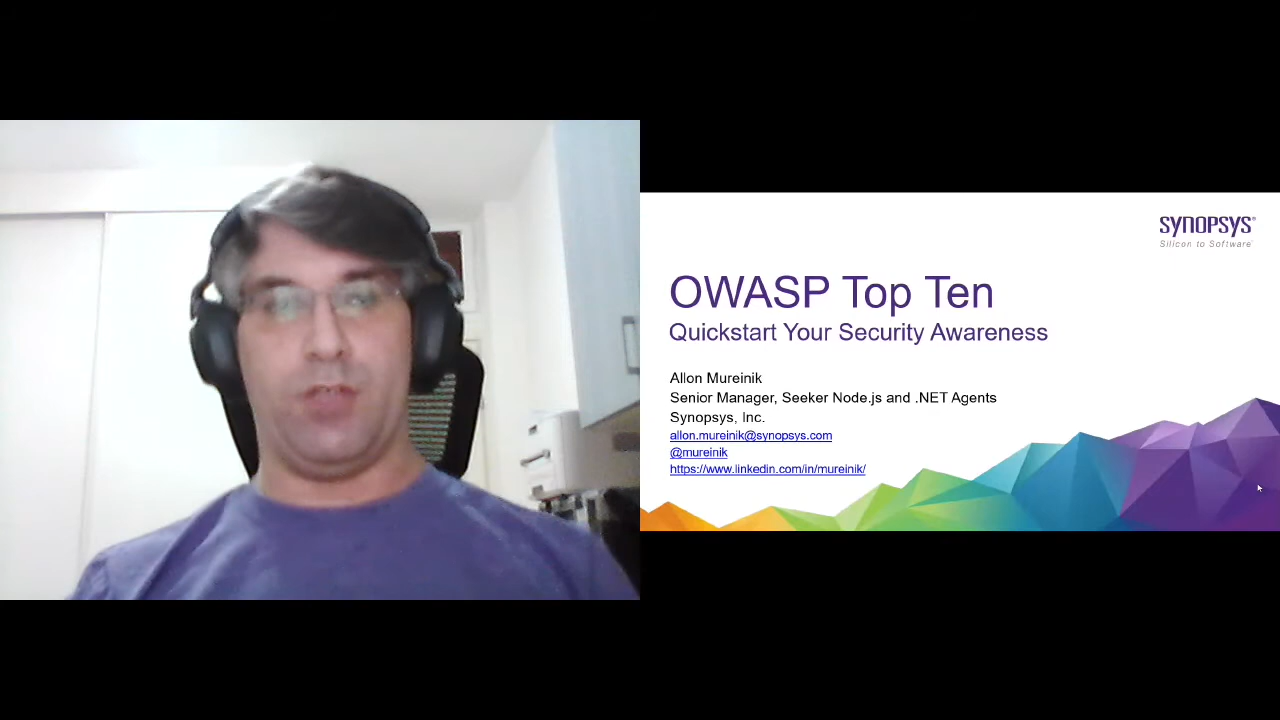 SYNOPSYS®
Silicon to Software
OWASP Top Ten
Quickstart Your Security Awareness
Allon Mureinik
Senior Manager, Seeker Node.js and .NET Agents
Synopsys, Inc.
allon.mureinik@synopsys.com
@mureinik
https://www.linkedin.com/in/mureinik/